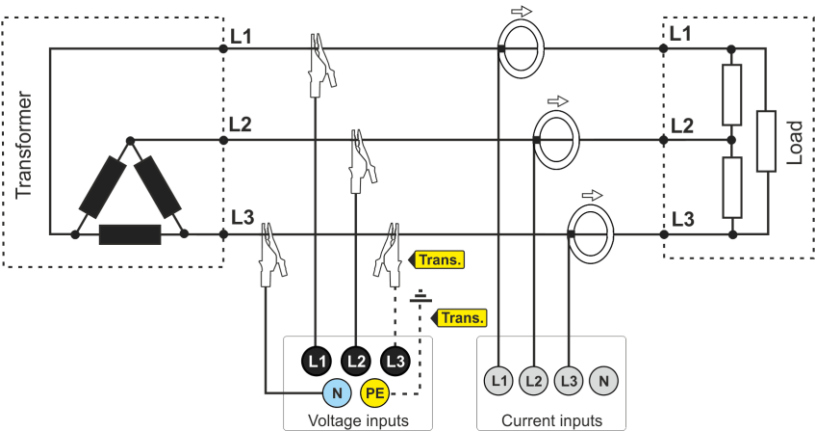 L1
L1
Transformer
L2
L2
Load
L3
L3
Trans.
Trans.
L1 L2 L3
N PE
Voltage inputs
L1 L2 L3 N
Current inputs